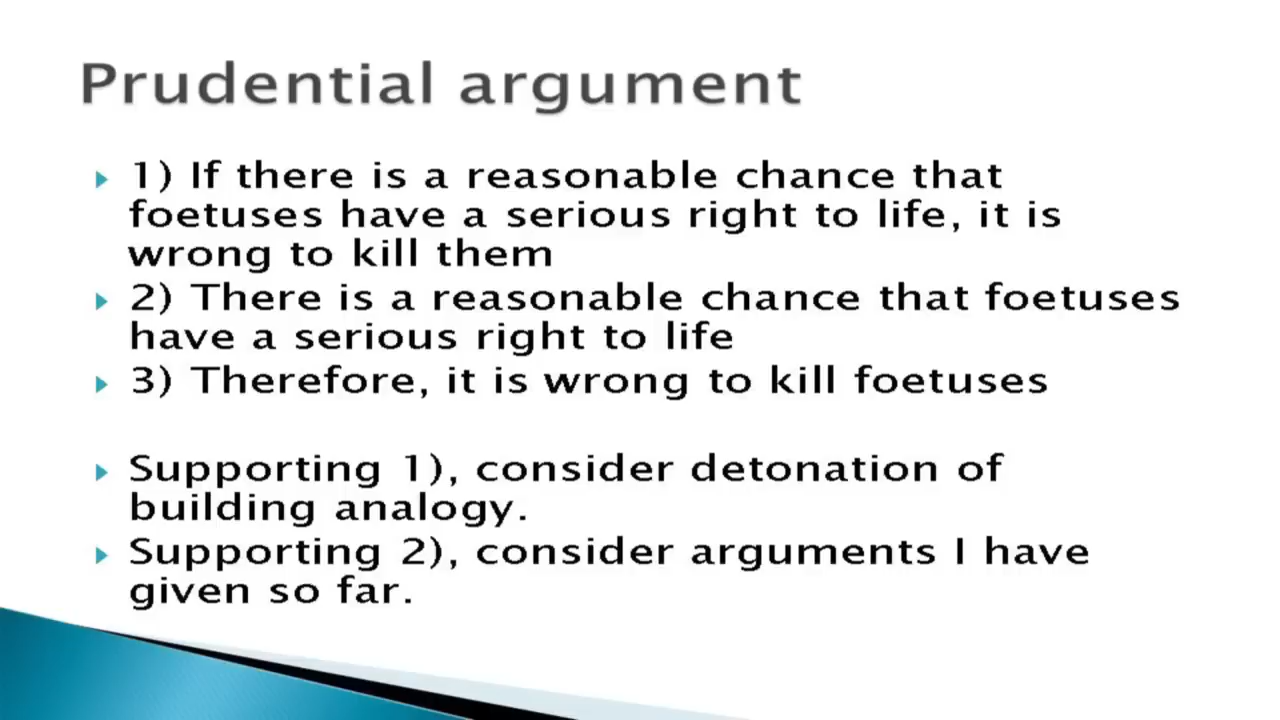 Prudential argument
1) If there is a reasonable chance that
foetuses have a serious right to life, it is
wrong to kill them
2) There is a reasonable chance that foetuses
have a serious right to life
3) Therefore, it is wrong to kill foetuses
Supporting 1), consider detonation of
building analogy.
Supporting 2), consider arguments I have
given so far.